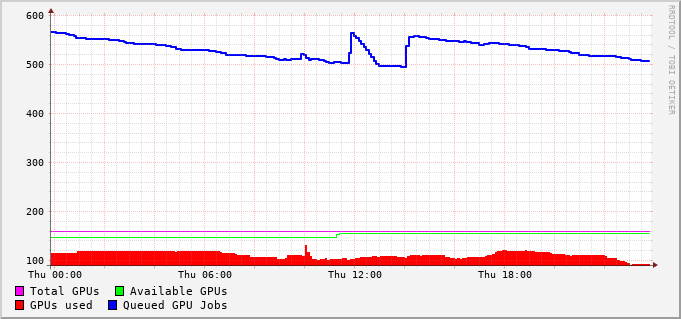 600
500
400
300
200
100
Thu 00:00 Thu 06:00 Thu 12:00 Thu 18:00
Total GPUs Available GPUs
GPUs used Queued GPU Jobs
RRDTOOL / TOBI OETIKER